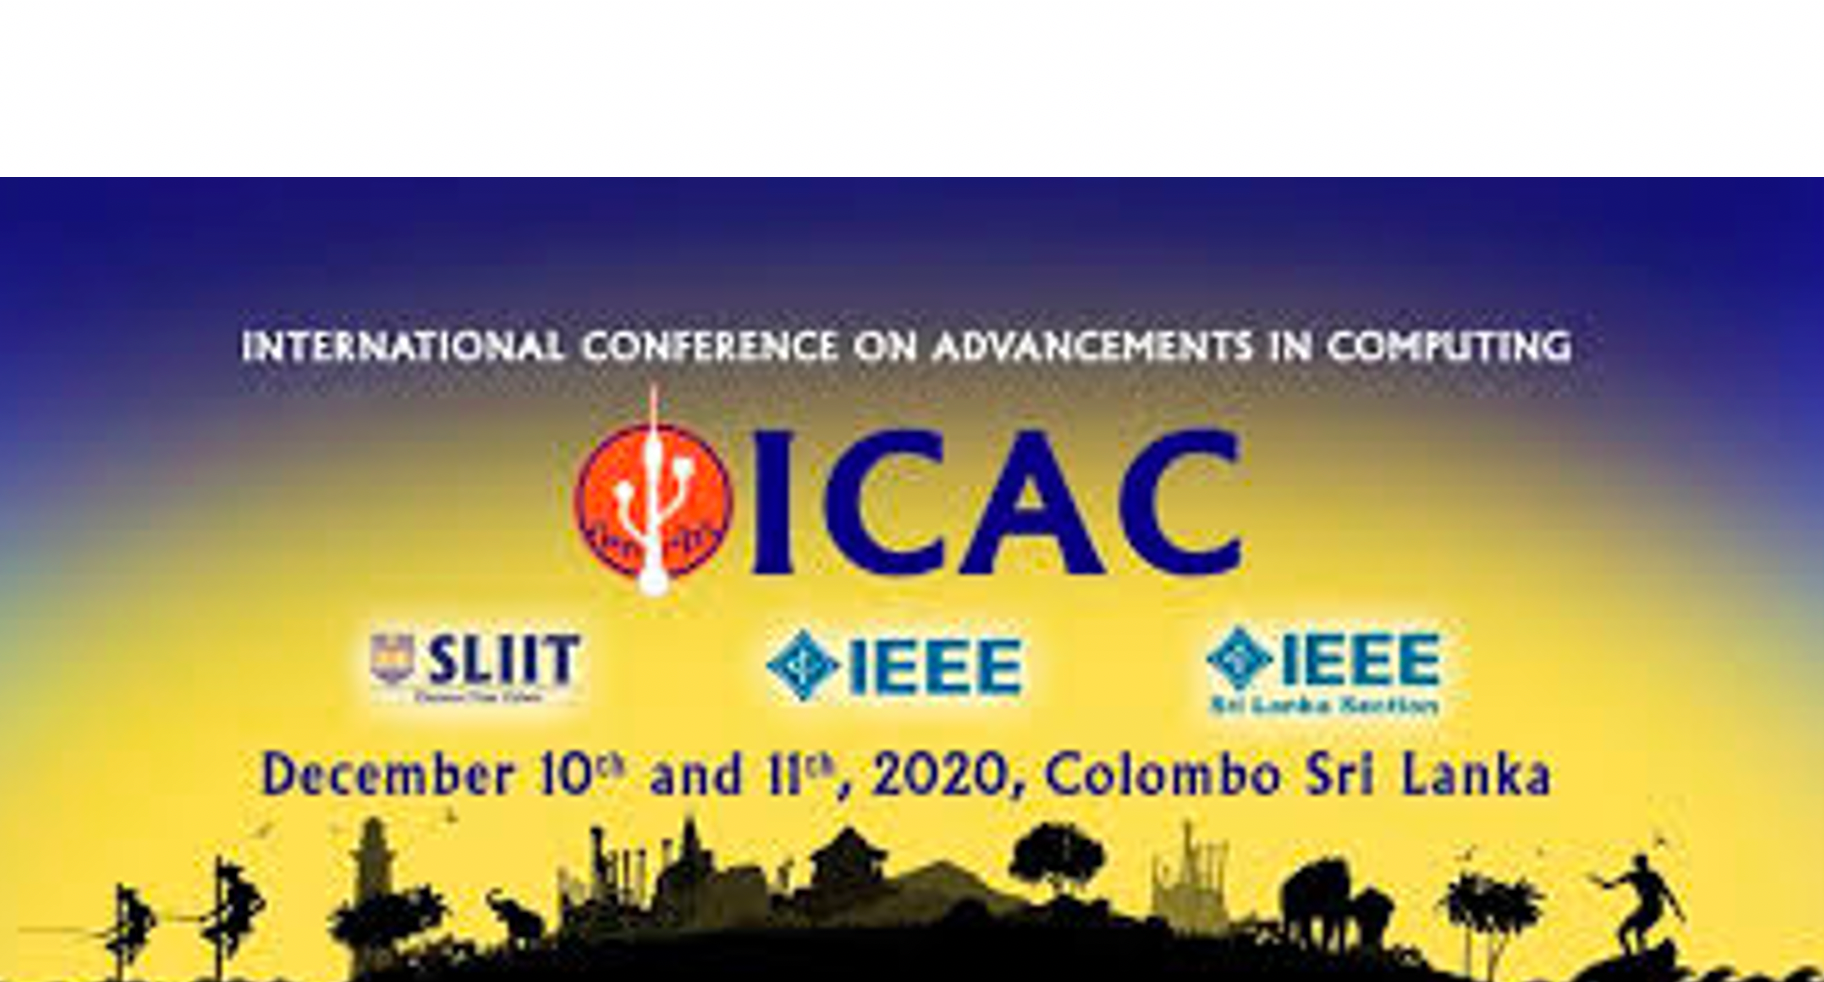 INTERNATIONAL CONFERENCE ON ADVANCEMENTS IN COMPUTING
ICAC
SLIIT
IEEE
IEEE
Sri Lanka Section
December 10th and 11th, 2020, Colombo Sri Lanka